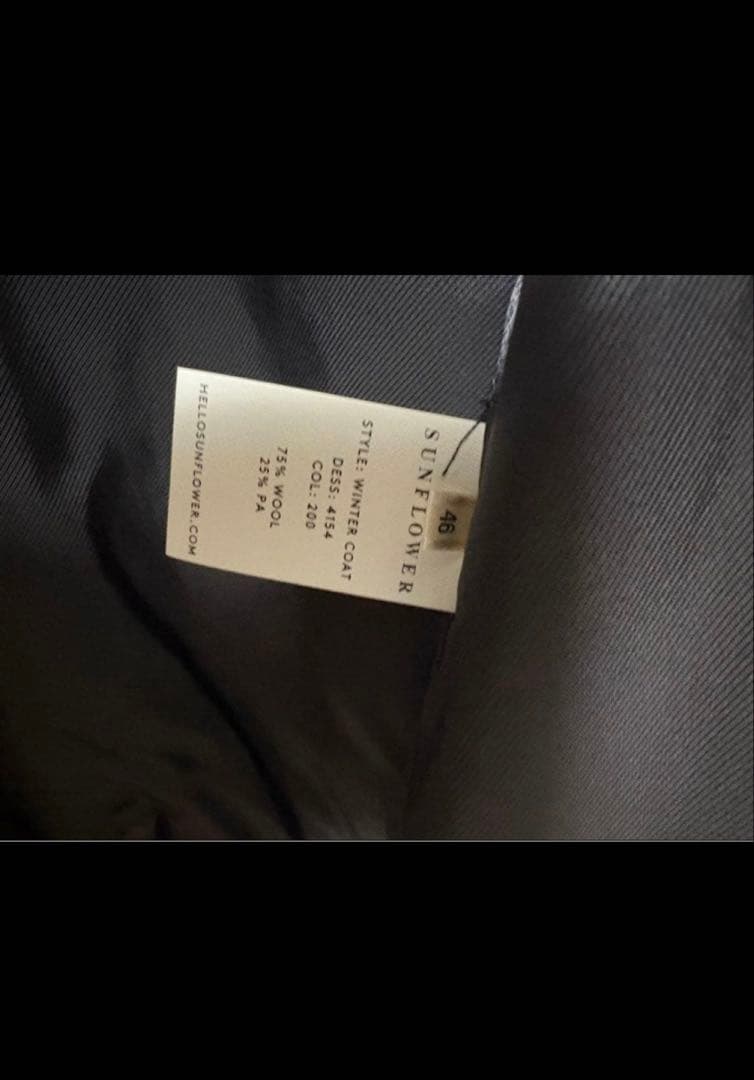 46
SUNFLOWER
STYLE: WINTER COAT
DESS: 4154
COL: 200
75% WOOL
25% PA
HELLOSUNFLOWER.COM